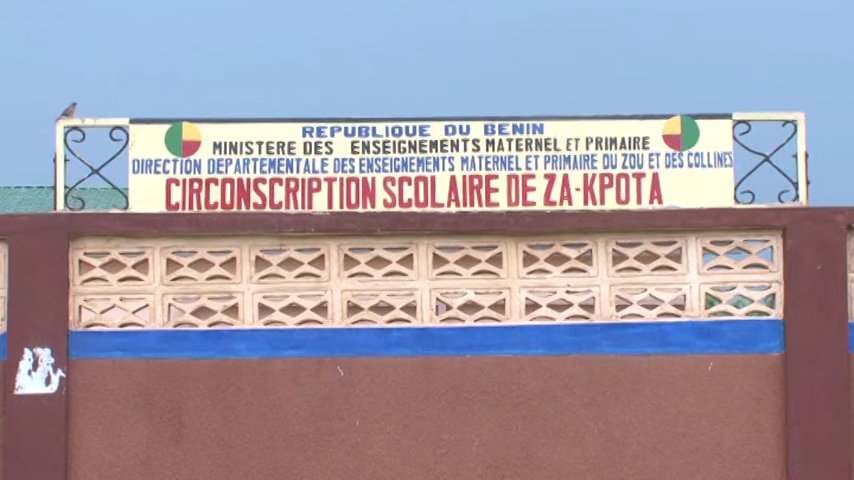 REPUBLIQUE DU BENIN
MINISTERE DES ENSEIGNEMENTS MATERNEL ET PRIMAIRE
DIRECTION DEPARTEMENTALE DES ENSEIGNEMENTS MATERNEL ET PRIMAIRE DU ZOU ET DES COLLINES
CIRCONSCRIPTION SCOLAIRE DE ZA-KPOTA